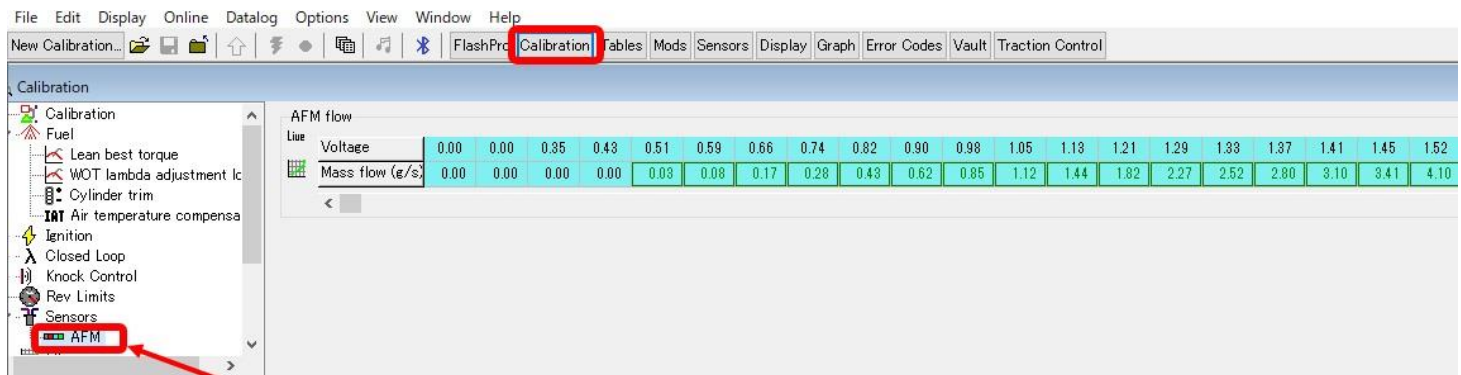 File Edit Display Online Datalog Options View Window Help
New Calibration... FlashPro Calibration Tables Mods Sensors Display Graph Error Codes Vault Traction Control
Calibration
Calibration
Fuel
Lean best torque
WOT lambda adjustment lo
Cylinder trim
IAT Air temperature compensa
Ignition
Closed Loop
Knock Control
Rev Limits
Sensors
AFM
AFM flow
Live
Voltage 0.00 0.00 0.35 0.43 0.51 0.59 0.66 0.74 0.82 0.90 0.98 1.05 1.13 1.21 1.29 1.33 1.37 1.41 1.45 1.52
Mass flow (g/s) 0.00 0.00 0.00 0.00 0.03 0.08 0.17 0.28 0.43 0.62 0.85 1.12 1.44 1.82 2.27 2.52 2.80 3.10 3.41 4.10